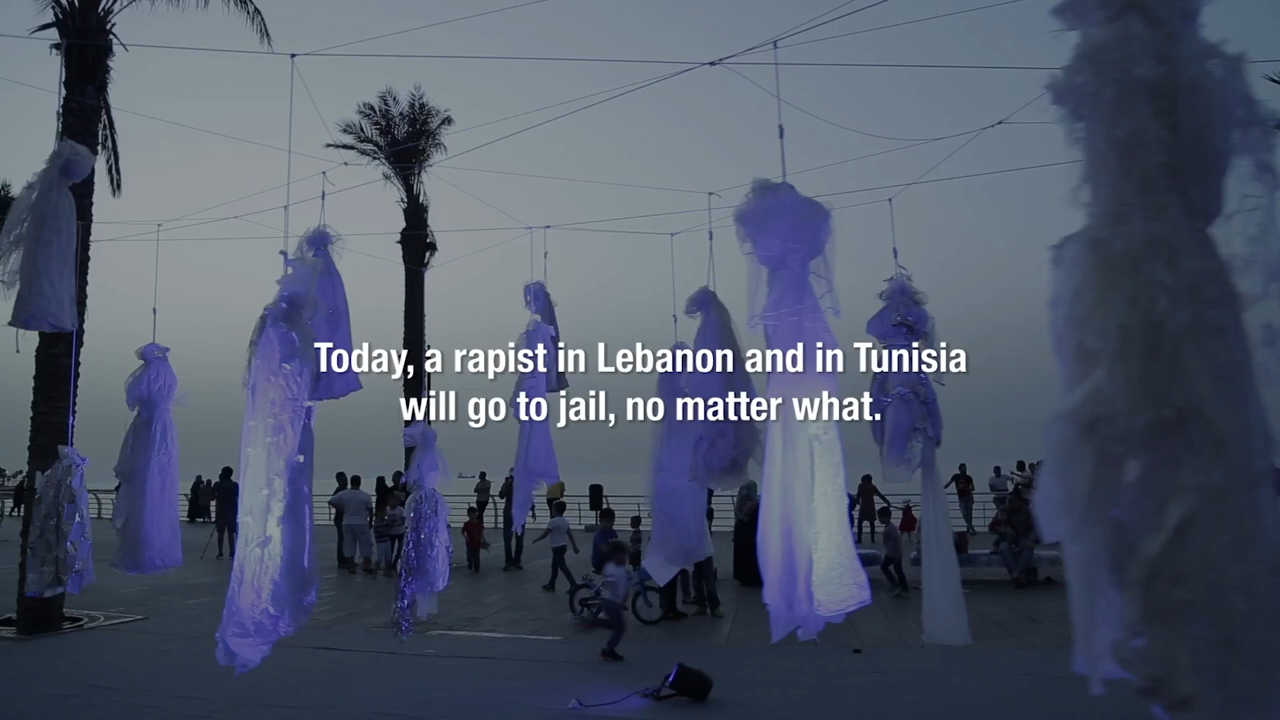 Today, a rapist in Lebanon and in Tunisia
will go to jail, no matter what.